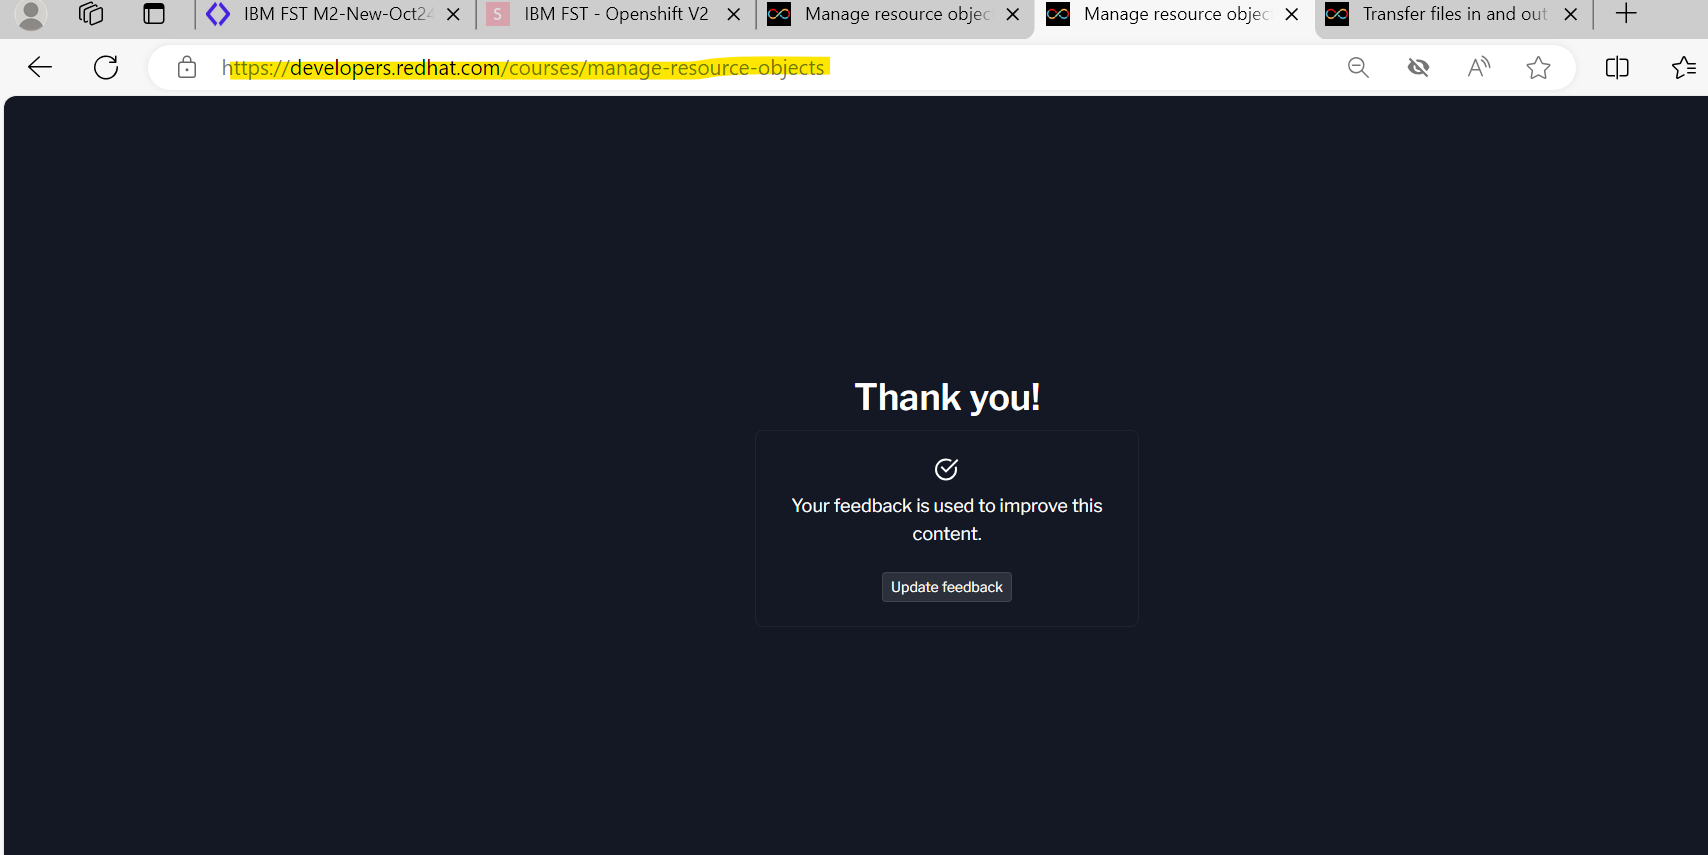 IBM FST M2-New-Oct24
S
IBM FST - Openshift V2
Manage resource objec
Manage resource objec
Transfer files in and out
https://developers.redhat.com/courses/manage-resource-objects
A
Thank you!
Your feedback is used to improve this
content.
Update feedback